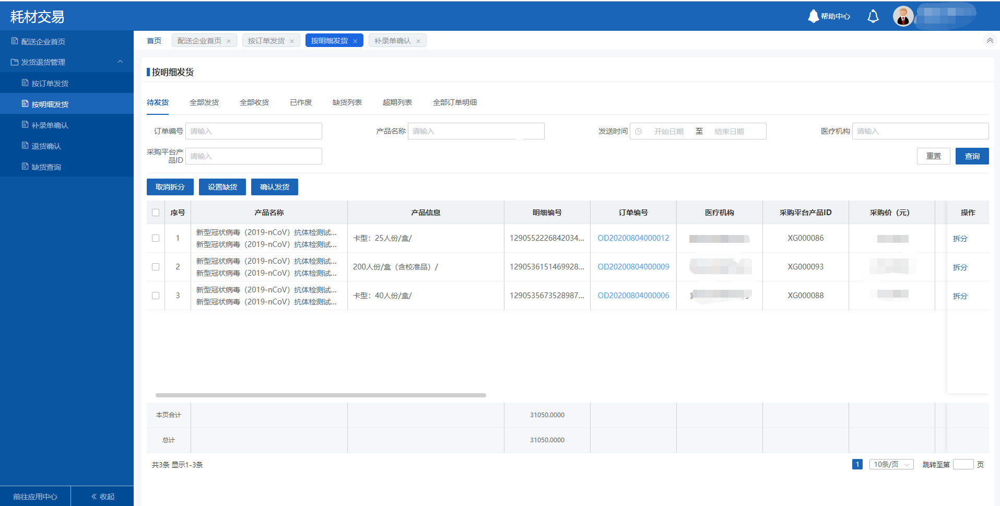 耗材交易
帮助中心
配送企业首页
发货退货管理
按订单发货
按明细发货
补录单确认
退货确认
缺货查询
前往应用中心
收起
首页
配送企业首页 ×
按订单发货 ×
按明细发货 ×
补录单确认 ×
按明细发货
待发货
全部发货
全部收货
已作废
缺货列表
超期列表
全部订单明细
订单编号 请输入
产品名称 请输入
发送时间 开始日期 至 结束日期
医疗机构 请输入
采购平台产
品ID 请输入
重置
查询
取消拆分
设置缺货
确认发货
序号 产品名称 产品信息 明细编号 订单编号 医疗机构 采购平台产品ID 采购价（元） 操作
1 新型冠状病毒（2019-nCoV）抗体检测试... 卡型：25人份/盒/ 1290552226842034... OD20200804000012 XG000086 拆分
新型冠状病毒（2019-nCoV）抗体检测试...
2 新型冠状病毒（2019-nCoV）抗体检测试... 200人份/盒（含校准品）/ 1290536151469928... OD20200804000009 XG000093 拆分
新型冠状病毒（2019-nCoV）抗体检测试...
3 新型冠状病毒（2019-nCoV）抗体检测试... 卡型：40人份/盒/ 1290535673528987... OD20200804000006 XG000088 拆分
新型冠状病毒（2019-nCoV）抗体检测试...
本页合计 31050.0000
总计 31050.0000
共3条 显示1-3条
1
10条/页
跳转至第 页